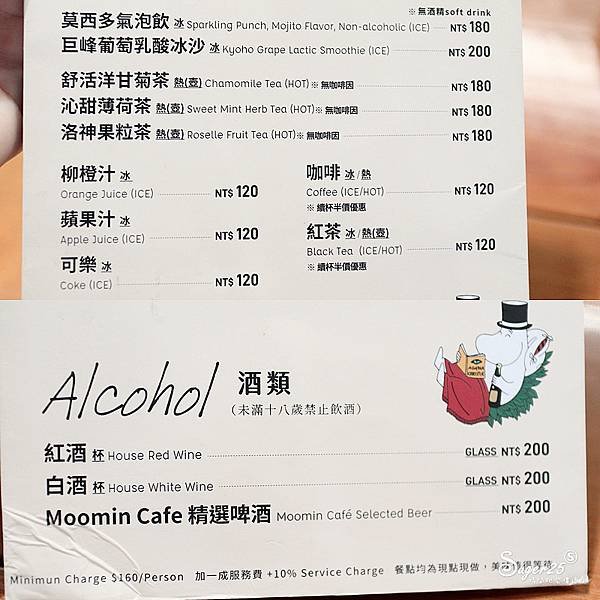 ※無酒精soft drink
莫西多氣泡飲 冰 Sparkling Punch, Mojito Flavor, Non-alcoholic (ICE) NT$ 180
巨峰葡萄乳酸冰沙 冰 Kyoho Grape Lactic Smoothie (ICE) NT$ 200
舒活洋甘菊茶 熱(壺) Chamomile Tea (HOT)※無咖啡因 NT$ 180
沁甜薄荷茶 熱(壺) Sweet Mint Herb Tea (HOT)※無咖啡因 NT$ 180
洛神果粒茶 熱(壺) Roselle Fruit Tea (HOT)※無咖啡因 NT$ 180
柳橙汁 冰
Orange Juice (ICE) NT$ 120
蘋果汁 冰
Apple Juice (ICE) NT$ 120
可樂 冰
Coke (ICE) NT$ 120
咖啡 冰/熱
Coffee (ICE/HOT) NT$ 120
※ 續杯半價優惠
紅茶 冰/熱(壺)
Black Tea (ICE/HOT) NT$ 120
※ 續杯半價優惠
Alcohol 酒類
(未滿十八歲禁止飲酒)
紅酒 杯 House Red Wine GLASS NT$ 200
白酒 杯 House White Wine GLASS NT$ 200
Moomin Cafe 精選啤酒 Moomin Café Selected Beer NT$ 200
Minimun Charge $160/Person 加一成服務費 +10% Service Charge 餐點均為現點現做，美味值得等待
Sager25